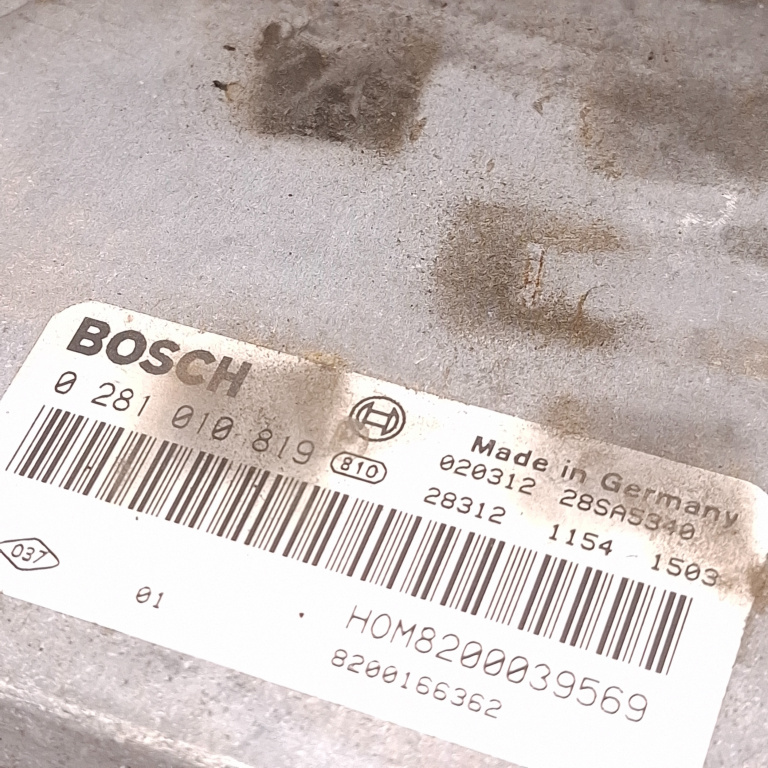 BOSCH
0 281 010 819
810
Made in Germany
020312 28SA5340
28312 1154 1503
037
01
HOM8200039569
8200166362